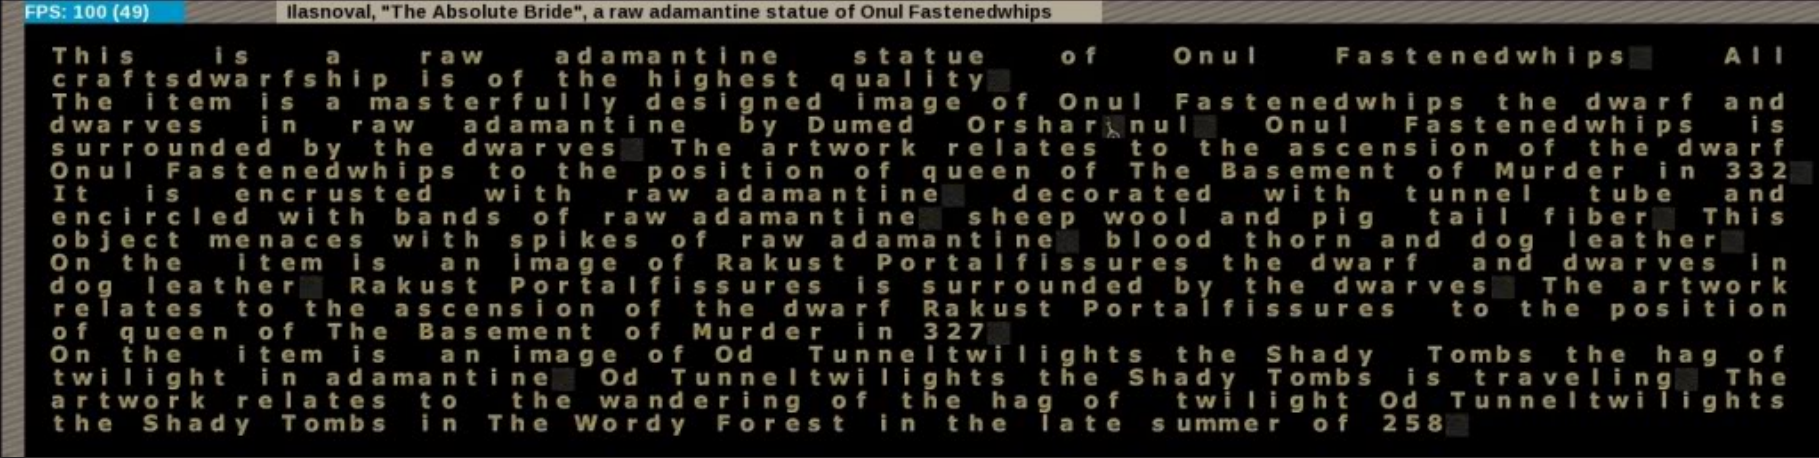 FPS: 100 (49)
Ilasnoval, "The Absolute Bride", a raw adamantine statue of Onul Fastenedwhips
This is a raw adamantine statue of Onul Fastenedwhips All
craftsdwarfship is of the highest quality
The item is a masterfully designed image of Onul Fastenedwhips the dwarf and
dwarves in raw adamantine by Dumed Orshar nul Onul Fastenedwhips is
surrounded by the dwarves The artwork relates to the ascension of the dwarf
Onul Fastenedwhips to the position of queen of The Basement of Murder in 332
It is encrusted with raw adamantine decorated with tunnel tube and
encircled with bands of raw adamantine sheep wool and pig tail fiber This
object menaces with spikes of raw adamantine blood thorn and dog leather
On the item is an image of Rakust Portalfissures the dwarf and dwarves in
dog leather Rakust Portalfissures is surrounded by the dwarves The artwork
relates to the ascension of the dwarf Rakust Portalfissures to the position
of queen of The Basement of Murder in 327
On the item is an image of Od Tunneltwilights the Shady Tombs the hag of
twilight in adamantine Od Tunneltwilights the Shady Tombs is traveling The
artwork relates to the wandering of the hag of twilight Od Tunneltwilights
the Shady Tombs in The Wordy Forest in the late summer of 258